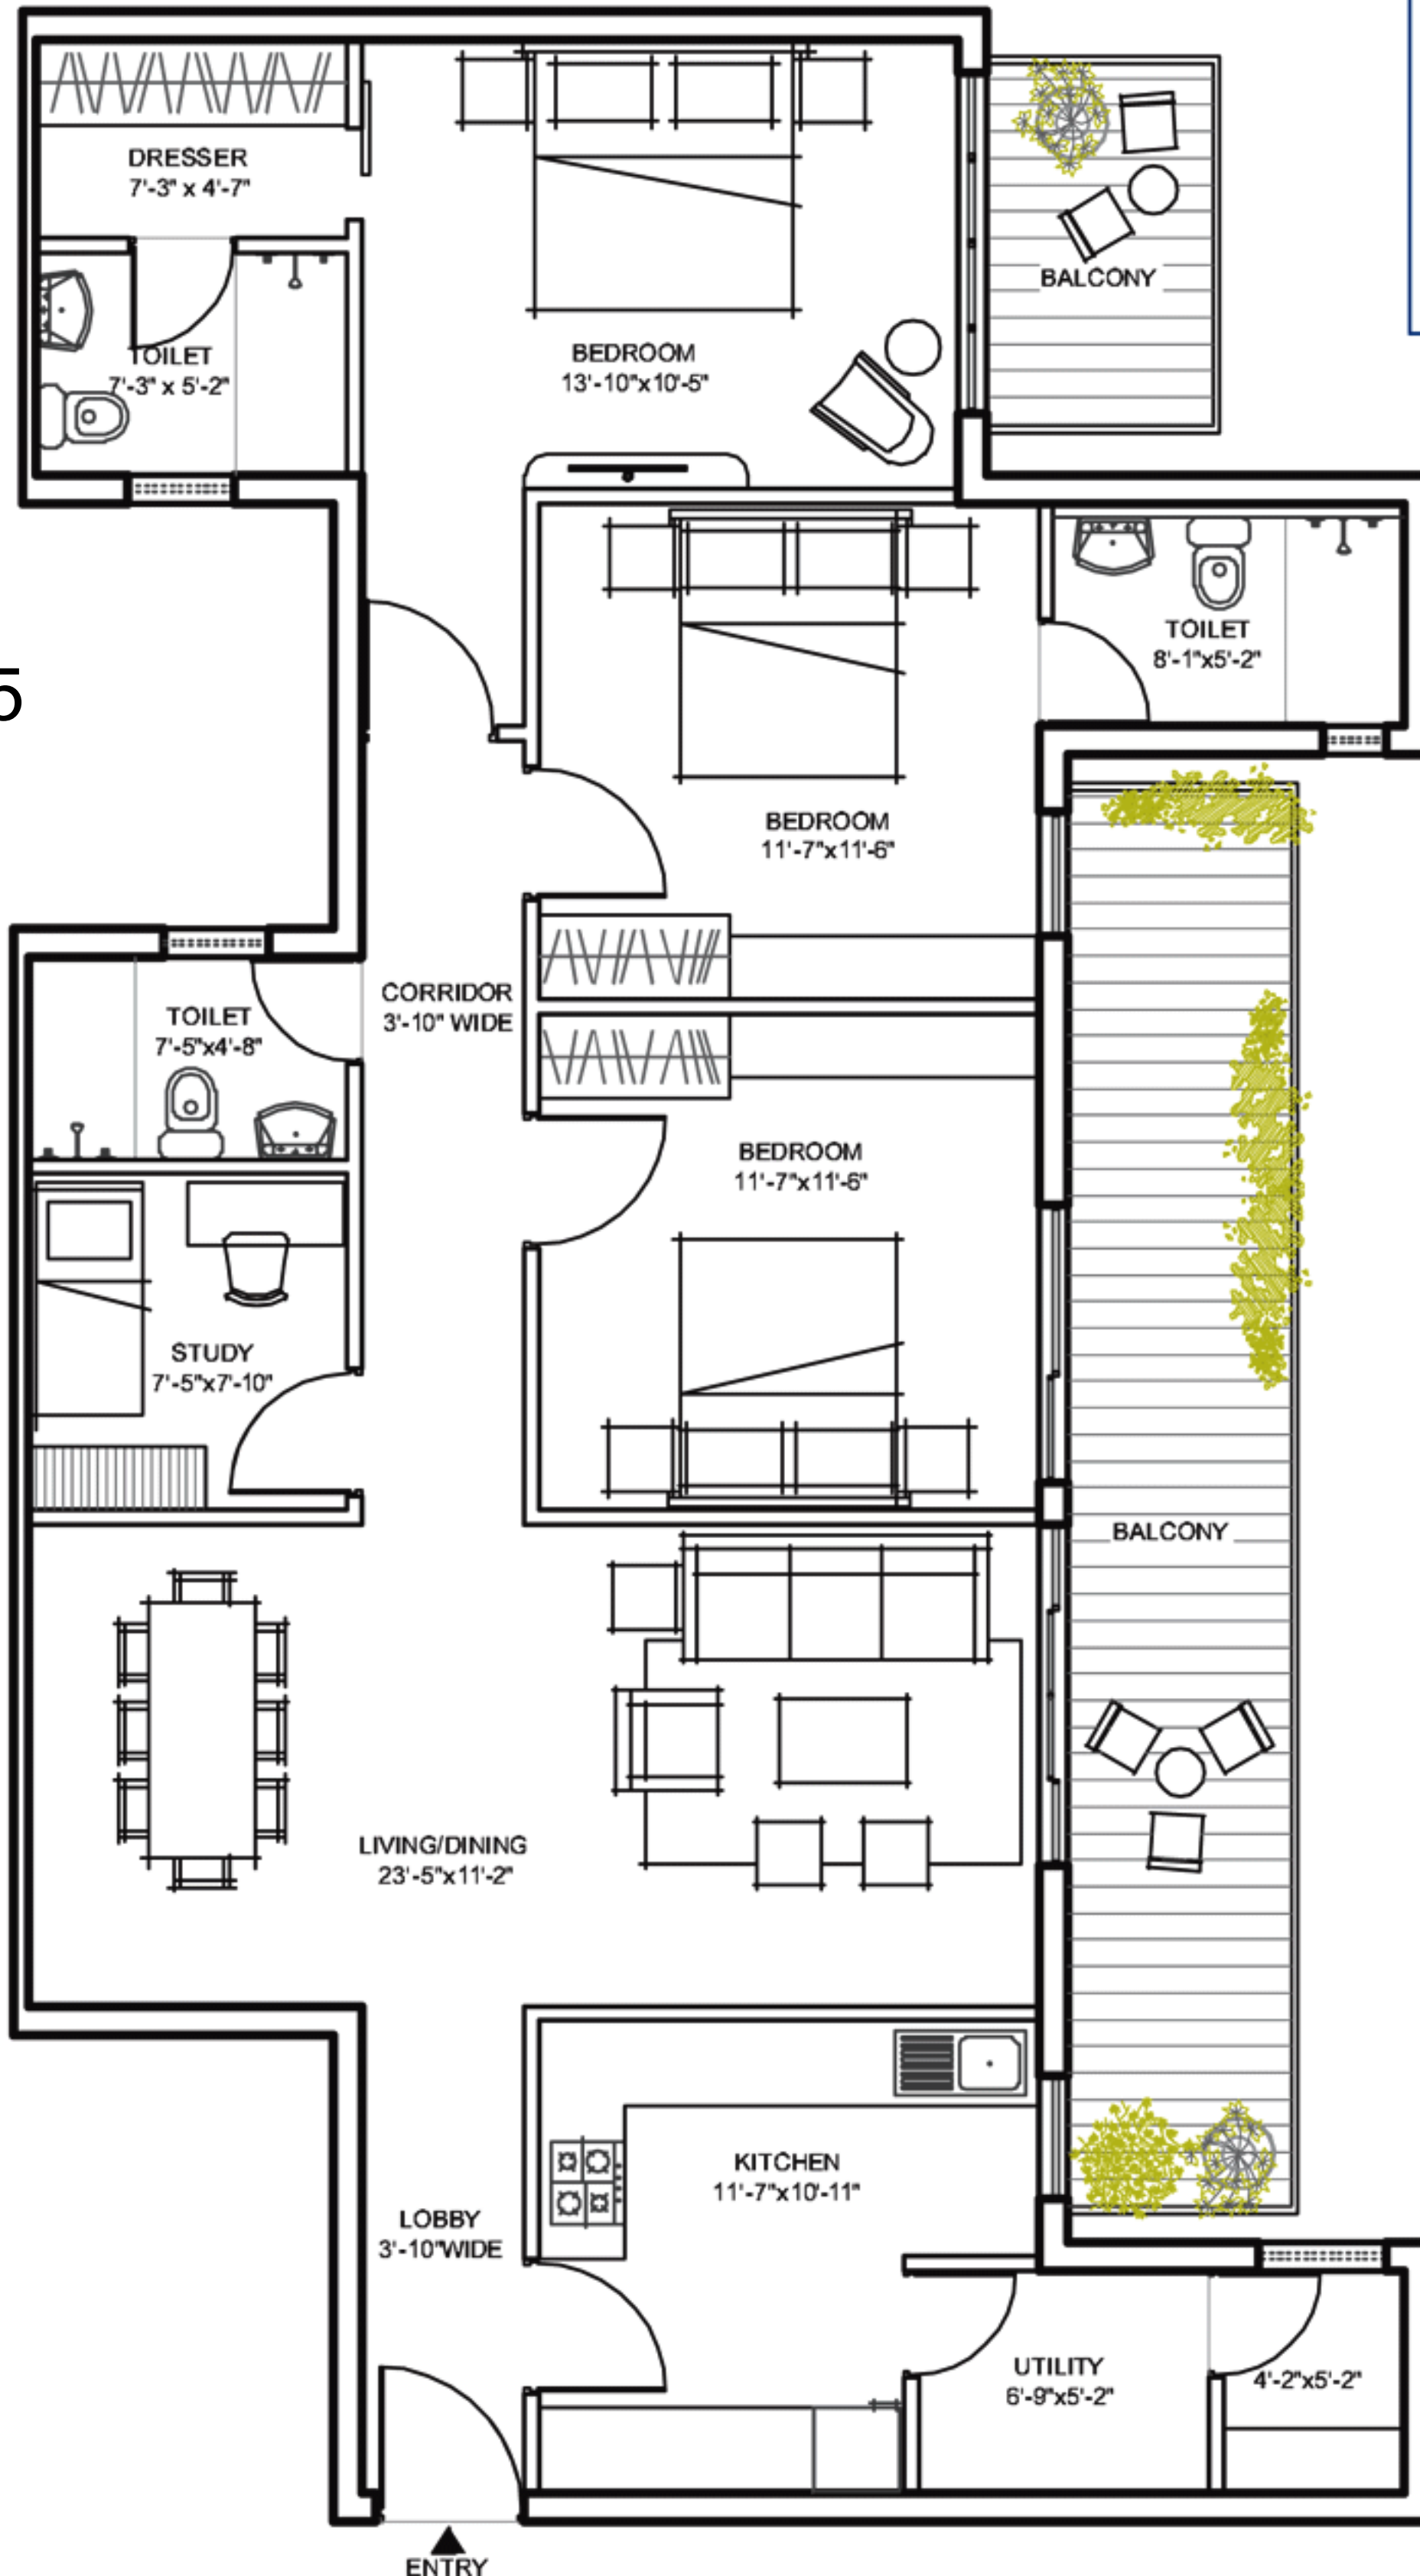 DRESSER
7'-3" x 4'-7"
BALCONY
TOILET
7'-3" x 5'-2"
BEDROOM
13'-10"x10'-5"
TOILET
8'-1"x5'-2"
5
BEDROOM
11'-7"x11'-6"
CORRIDOR
3'-10" WIDE
TOILET
7'-5"x4'-8"
BEDROOM
11'-7"x11'-6"
STUDY
7'-5"x7'-10"
BALCONY
LIVING/DINING
23'-5"x11'-2"
KITCHEN
11'-7"x10'-11"
LOBBY
3'-10"WIDE
UTILITY
6'-9"x5'-2"
4'-2"x5'-2"
ENTRY